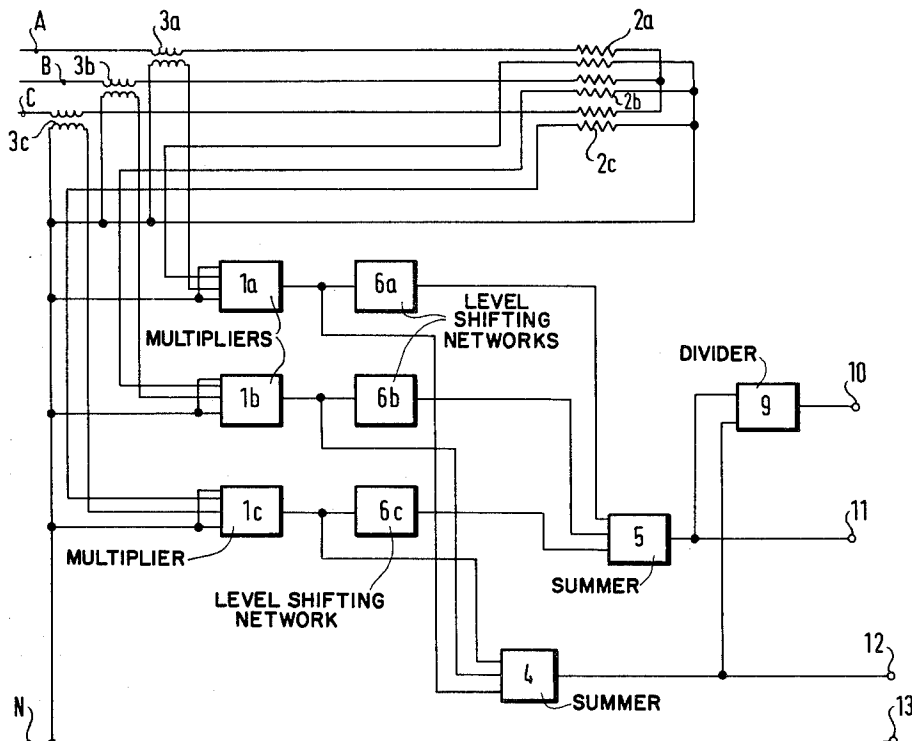 A
3a
2a
B
3b
C
2b
3c
2c
1a
6a
MULTIPLIERS
LEVEL
SHIFTING
NETWORKS
DIVIDER
1b
6b
9
10
1c
6c
5
11
MULTIPLIER
SUMMER
LEVEL SHIFTING
NETWORK
4
12
SUMMER
N
13